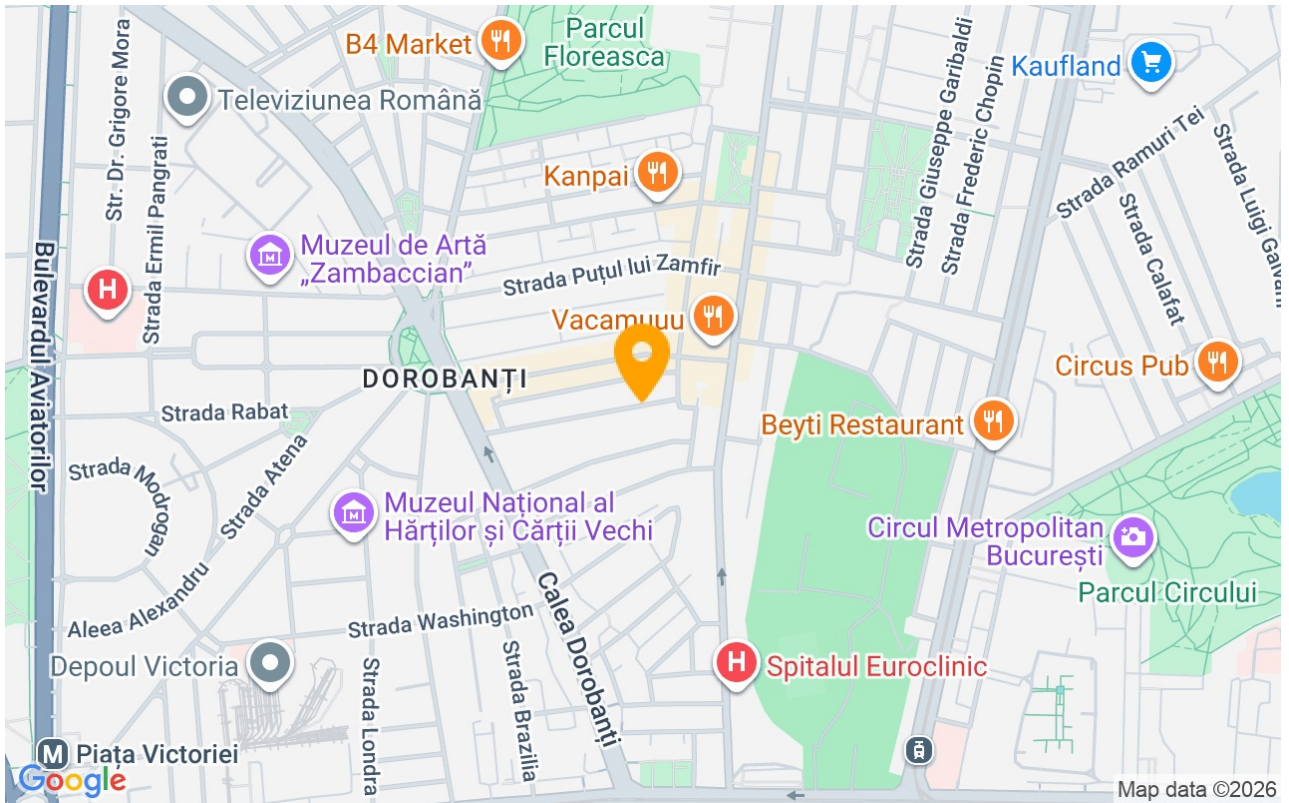 B4 Market
Parcul
Floreasca
Kaufland
Televiziunea Română
Str. Dr. Grigore Mora
Strada Ermil Pangrati
Strada Giuseppe Garibaldi
Strada Frederic Chopin
Strada Ramuri Tei
Strada Luigi Galvani
Strada Calafat
Kanpai
Muzeul de Artă
„Zambaccian”
Strada Puțul lui Zamfir
H
Bulevardul Aviatorilor
Vacamuuu
DOROBANȚI
Circus Pub
Strada Rabat
Beyti Restaurant
Strada Atena
Strada Modrogan
Muzeul Național al
Hărților și Cărții Vechi
Circul Metropolitan
București
Parcul Circului
Aleea Alexandru
Strada Washington
Calea Dorobanți
Depoul Victoria
Strada Londra
Strada Brazilia
H
Spitalul Euroclinic
M
Piața Victoriei
Google
Map data ©2026